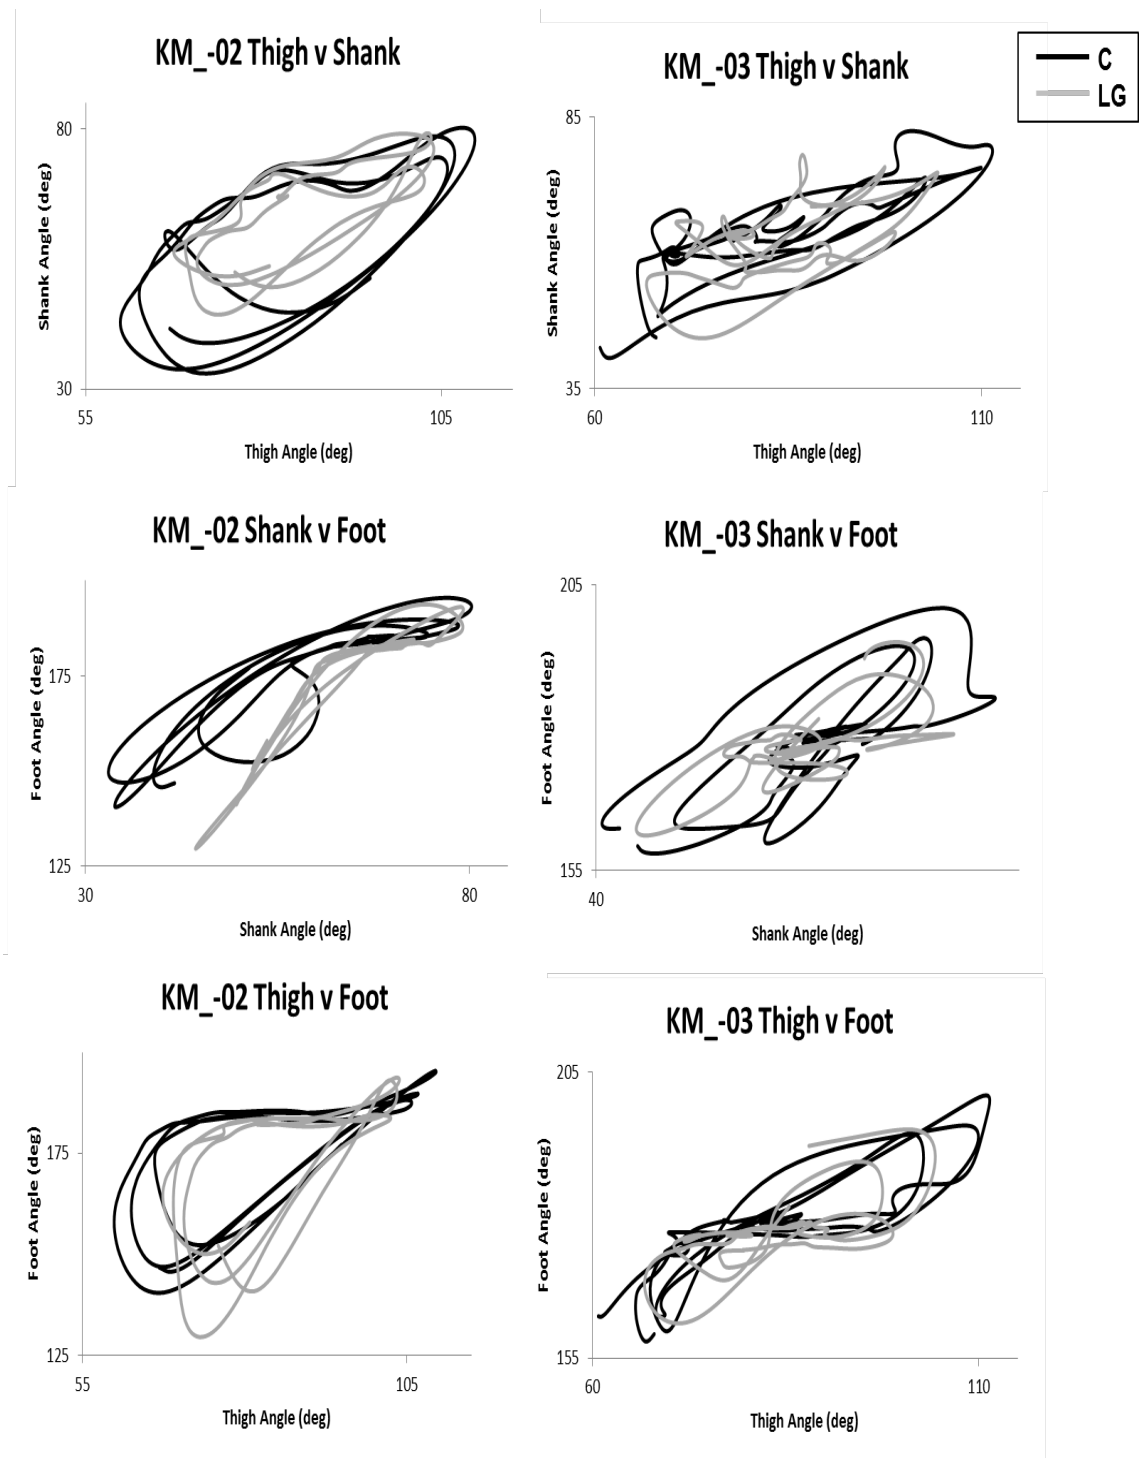 KM_-02 Thigh v Shank
80
Shank Angle (deg)
30
55
105
Thigh Angle (deg)
KM_-03 Thigh v Shank
85
Shank Angle (deg)
35
60
110
Thigh Angle (deg)
C
LG
KM_-02 Shank v Foot
175
Foot Angle (deg)
125
30
80
Shank Angle (deg)
KM_-03 Shank v Foot
205
Foot Angle (deg)
155
40
Shank Angle (deg)
KM_-02 Thigh v Foot
175
Foot Angle (deg)
125
55
105
Thigh Angle (deg)
KM_-03 Thigh v Foot
205
Foot Angle (deg)
155
60
110
Thigh Angle (deg)